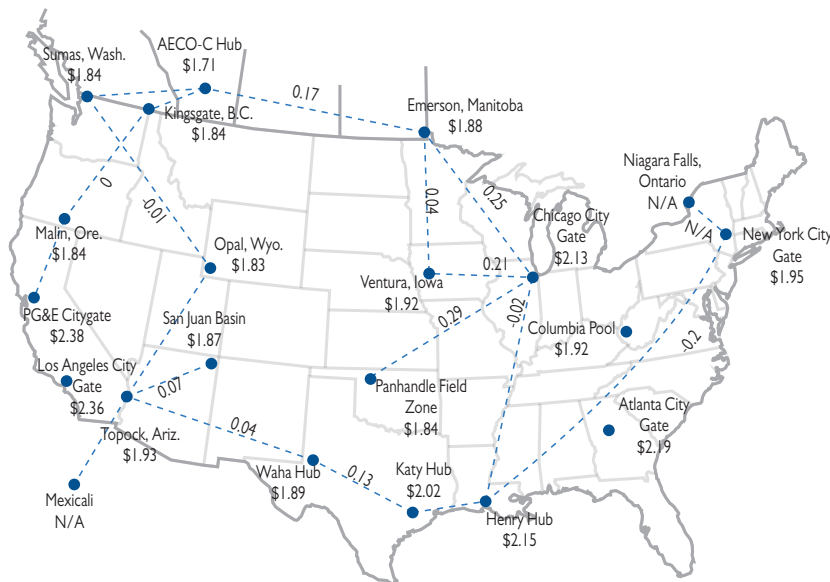 AECO-C Hub
$1.71
Sumas, Wash.
$1.84
0.17
Kingsgate, B.C.
$1.84
Emerson, Manitoba
$1.88
Niagara Falls,
Ontario
N/A
N/A
New York City
Gate
$1.95
0
-0.01
0.04
0.25
Chicago City
Gate
$2.13
Malin, Ore.
$1.84
Opal, Wyo.
$1.83
0.21
Ventura, Iowa
$1.92
PG&E Citygate
$2.38
San Juan Basin
$1.87
0.29
-0.02
Columbia Pool
$1.92
-0.2
Los Angeles City
Gate
$2.36
0.07
Panhandle Field
Zone
$1.84
Atlanta City
Gate
$2.19
Topock, Ariz.
$1.93
0.04
Waha Hub
$1.89
0.13
Katy Hub
$2.02
Mexicali
N/A
Henry Hub
$2.15